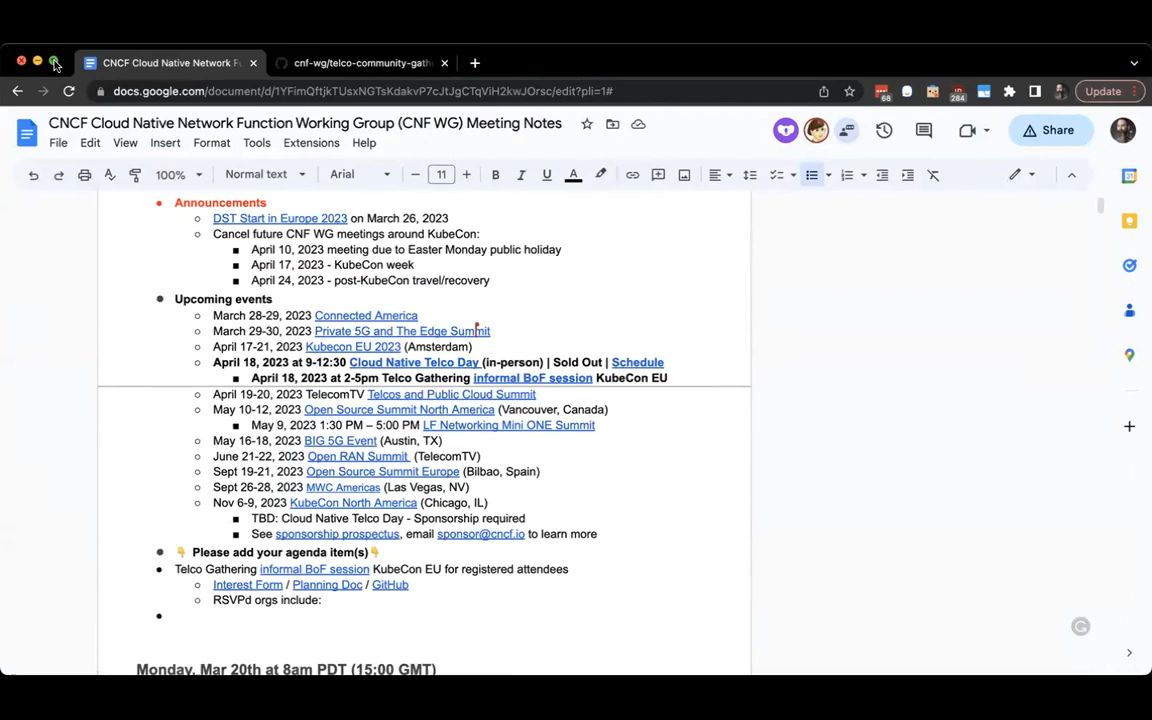 CNCF Cloud Native Network F
cnf-wg/telco-community-gath
docs.google.com/document/d/1YFimQftjkTUsxNGTsKdakvP7cJtJgCTqViH2kwJOrsc/edit?pli=1#
68
284
Update
CNCF Cloud Native Network Function Working Group (CNF WG) Meeting Notes
Share
File Edit View Insert Format Tools Extensions Help
100% Normal text Arial 11
Announcements
DST Start in Europe 2023 on March 26, 2023
Cancel future CNF WG meetings around KubeCon:
April 10, 2023 meeting due to Easter Monday public holiday
April 17, 2023 - KubeCon week
April 24, 2023 - post-KubeCon travel/recovery
Upcoming events
March 28-29, 2023 Connected America
March 29-30, 2023 Private 5G and The Edge Summit
April 17-21, 2023 Kubecon EU 2023 (Amsterdam)
April 18, 2023 at 9-12:30 Cloud Native Telco Day (in-person) | Sold Out | Schedule
April 18, 2023 at 2-5pm Telco Gathering informal BoF session KubeCon EU
April 19-20, 2023 TelecomTV Telcos and Public Cloud Summit
May 10-12, 2023 Open Source Summit North America (Vancouver, Canada)
May 9, 2023 1:30 PM – 5:00 PM LF Networking Mini ONE Summit
May 16-18, 2023 BIG 5G Event (Austin, TX)
June 21-22, 2023 Open RAN Summit (TelecomTV)
Sept 19-21, 2023 Open Source Summit Europe (Bilbao, Spain)
Sept 26-28, 2023 MWC Americas (Las Vegas, NV)
Nov 6-9, 2023 KubeCon North America (Chicago, IL)
TBD: Cloud Native Telco Day - Sponsorship required
See sponsorship prospectus, email sponsor@cncf.io to learn more
👇 Please add your agenda item(s)👇
Telco Gathering informal BoF session KubeCon EU for registered attendees
Interest Form / Planning Doc / GitHub
RSVPd orgs include:
Monday, Mar 20th at 8am PDT (15:00 GMT)